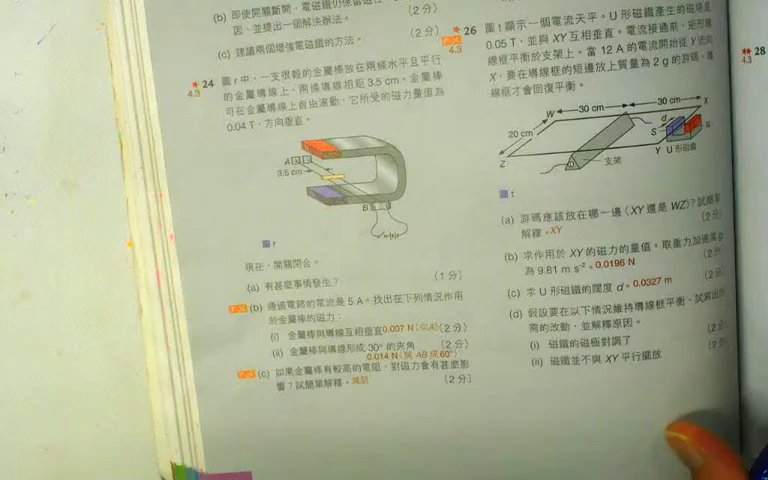 (b) 即使開關斷開，電磁鐵仍保留磁性
因，並提出一個解決辦法。 (2 分)
(c) 建議兩個增強電磁鐵的方法。 (2 分)
★ 24 圖 r 中，一支很輕的金屬棒放在兩條水平且平行
4.3 的金屬導線上，兩條導線相距 3.5 cm。金屬棒
可在金屬導線上自由滾動，它所受的磁力量值為
0.04 T，方向垂直。
A
3.5 cm
B
圖 r
現在，開關閉合。
(a) 有甚麼事情發生？ (1 分)
(b) 通過電路的電流是 5 A。找出在下列情況作用
於金屬棒的磁力：
(i) 金屬棒與導線互相垂直 0.007 N (向A) (2 分)
(ii) 金屬棒與導線形成 30° 的夾角 (2 分)
0.014 N (與 AB 成 60°)
(c) 如果金屬棒有較高的電阻，對磁力會有甚麼影
響？試簡單解釋。減弱 (2 分)
★ 26 圖 t 顯示一個電流天平。U 形磁鐵產生的磁場是
4.3 0.05 T，並與 XY 互相垂直。電流接通前，矩形導
線框平衡於支架上。當 12 A 的電流開始從 Y 流向
X，要在導線框的短邊放上質量為 2 g 的游碼，導
線框才會回復平衡。
W 30 cm 30 cm X
20 cm d
S N
Z 支架 Y U 形磁鐵
圖 t
(a) 游碼應該放在哪一邊 (XY 還是 WZ)？試簡單
解釋。XY (2 分)
(b) 求作用於 XY 的磁力的量值。取重力加速度 g
為 9.81 m s⁻²。0.0196 N (2 分)
(c) 求 U 形磁鐵的闊度 d。0.0327 m (2 分)
(d) 假設要在以下情況維持導線框平衡，試寫出所
需的改動，並解釋原因。
(i) 磁鐵的磁極對調了 (2 分)
(ii) 磁鐵並不與 XY 平行擺放 (2 分)
★★ 28
4.3